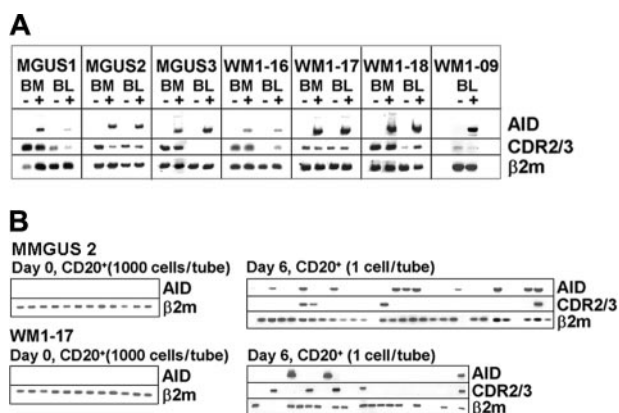 A
MGUS1 MGUS2 MGUS3 WM1-16 WM1-17 WM1-18 WM1-09
BM BL BM BL BM BL BM BL BM BL BM BL BL
- + - + - + - + - + - + - + - + - + - + - + - + - +
AID
CDR2/3
β2m
B
MMGUS 2
Day 0, CD20⁺(1000 cells/tube) Day 6, CD20⁺ (1 cell/tube)
AID AID
β2m CDR2/3
β2m
WM1-17
Day 0, CD20⁺(1000 cells/tube) Day 6, CD20⁺ (1 cell/tube)
AID AID
β2m CDR2/3
β2m